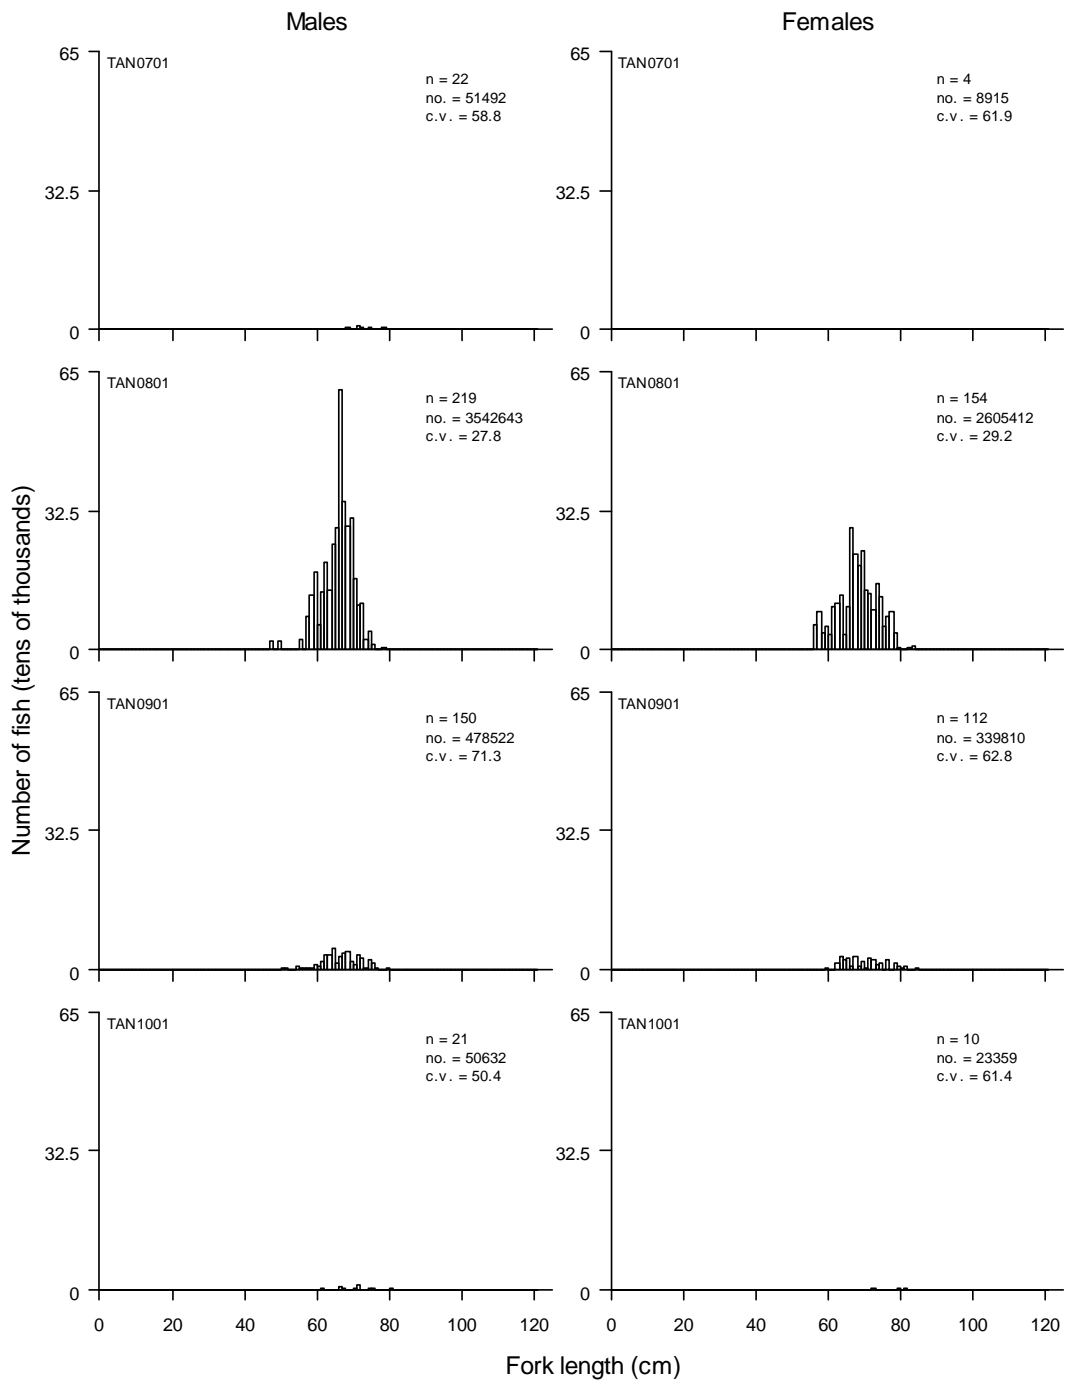 Males
Females
65
TAN0701
n = 22
no. = 51492
c.v. = 58.8
32.5
0
65
TAN0701
n = 4
no. = 8915
c.v. = 61.9
32.5
0
65
TAN0801
n = 219
no. = 3542643
c.v. = 27.8
32.5
0
65
TAN0801
n = 154
no. = 2605412
c.v. = 29.2
32.5
0
Number of fish (tens of thousands)
65
TAN0901
n = 150
no. = 478522
c.v. = 71.3
32.5
0
65
TAN0901
n = 112
no. = 339810
c.v. = 62.8
32.5
0
65
TAN1001
n = 21
no. = 50632
c.v. = 50.4
32.5
0
65
TAN1001
n = 10
no. = 23359
c.v. = 61.4
32.5
0
0 20 40 60 80 100 120
0 20 40 60 80 100 120
Fork length (cm)